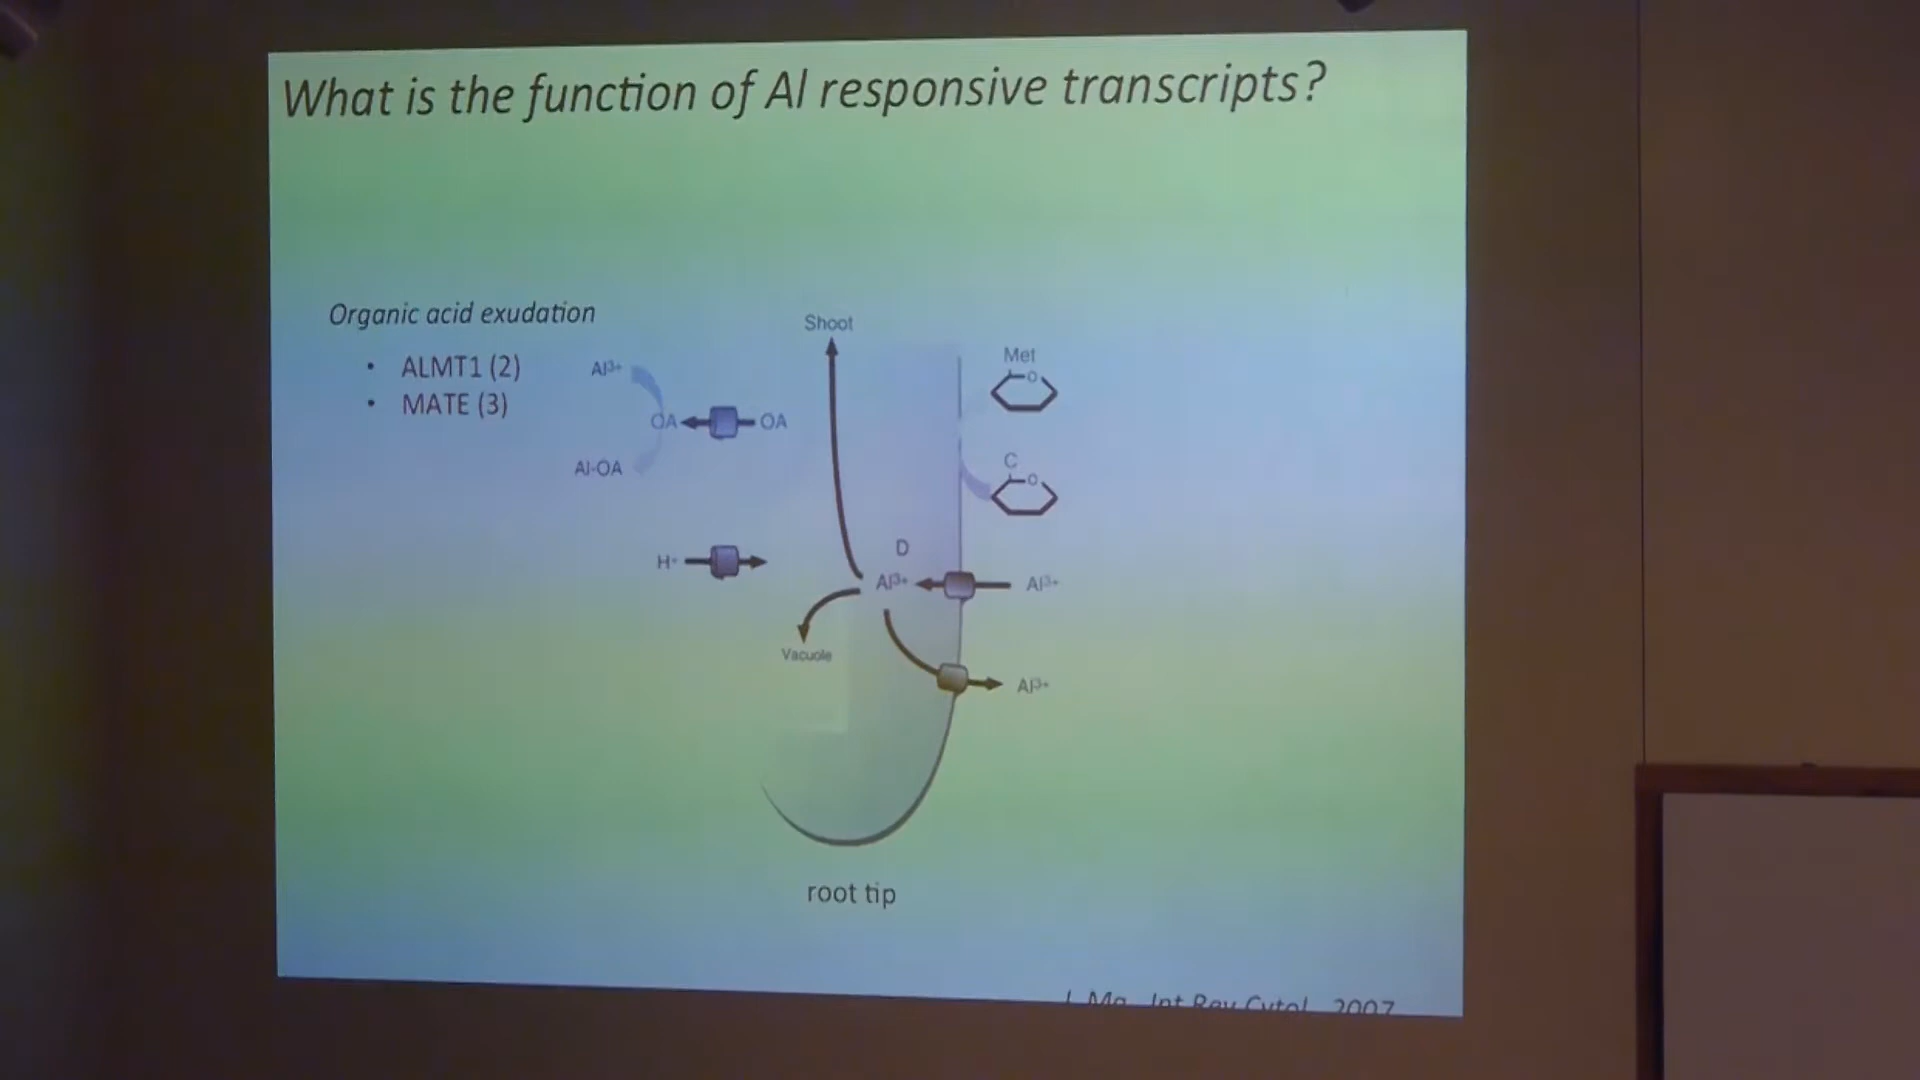 What is the function of Al responsive transcripts?
Organic acid exudation
• ALMT1 (2)
• MATE (3)
Al3+
OA
OA
Al-OA
H+
Shoot
Met
O
C
O
D
Al3+
Al3+
Vacuole
Al3+
root tip
J. Ma, Int Rev Cytol, 2007